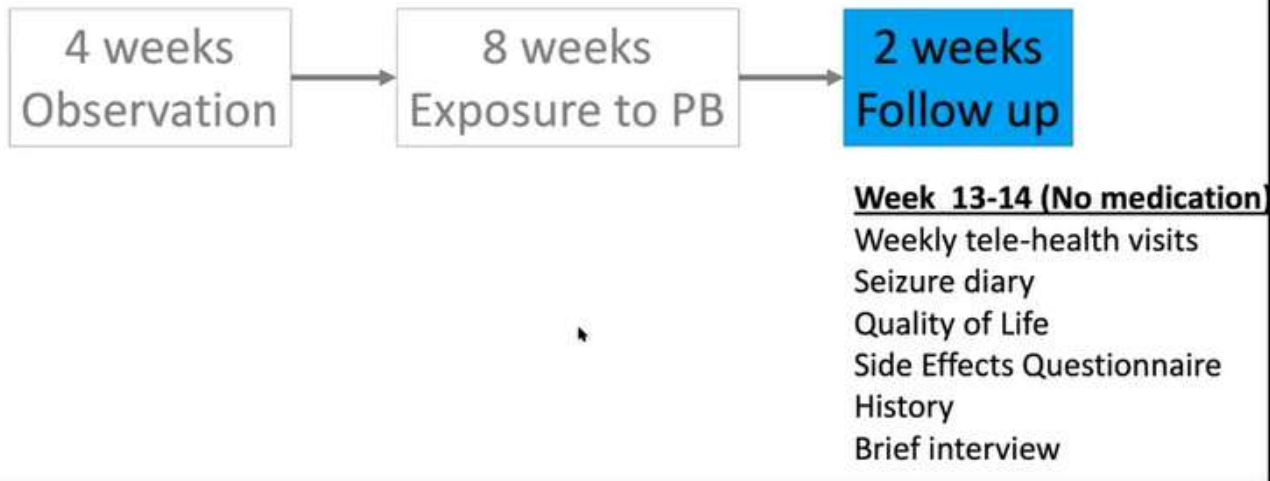 4 weeks
Observation
8 weeks
Exposure to PB
2 weeks
Follow up
Week 13-14 (No medication)
Weekly tele-health visits
Seizure diary
Quality of Life
Side Effects Questionnaire
History
Brief interview